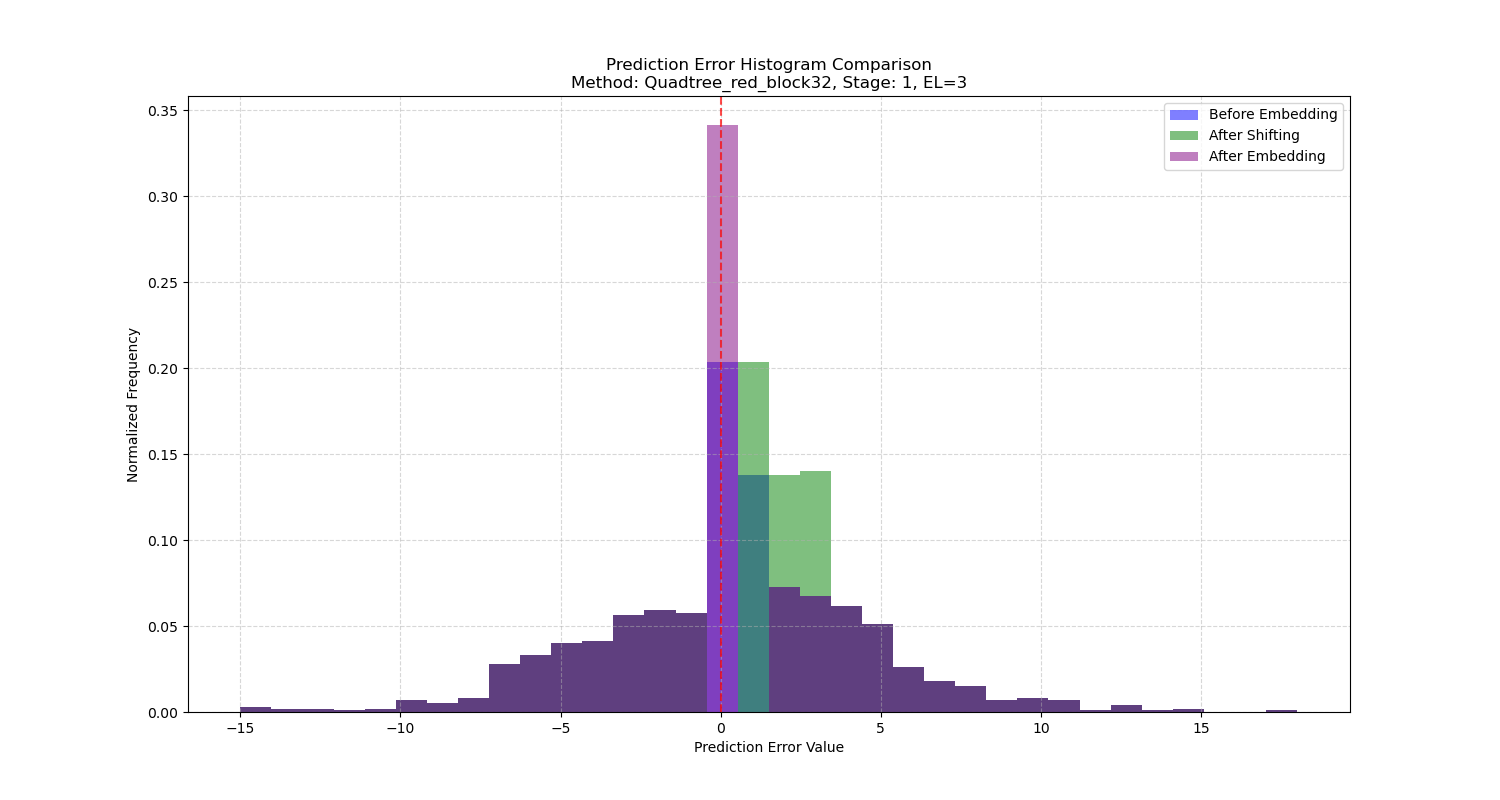 Prediction Error Histogram Comparison
Method: Quadtree_red_block32, Stage: 1, EL=3
Before Embedding
After Shifting
After Embedding
Normalized Frequency
0.35
0.30
0.25
0.20
0.15
0.10
0.05
0.00
−15 −10 −5 0 5 10 15
Prediction Error Value